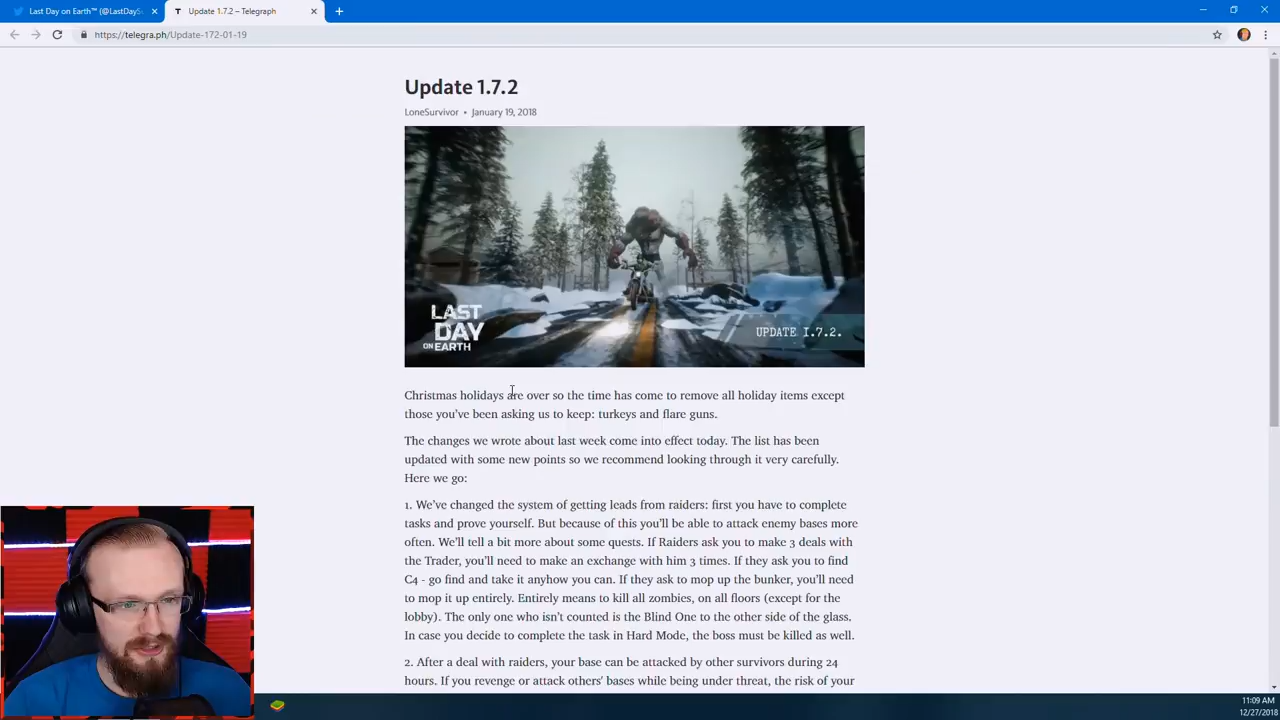 Last Day on Earth™ (@LastDayS
Update 1.7.2 – Telegraph
https://telegra.ph/Update-172-01-19
Update 1.7.2
LoneSurvivor • January 19, 2018
LAST
DAY
ON EARTH
UPDATE 1.7.2.
Christmas holidays are over so the time has come to remove all holiday items except
those you’ve been asking us to keep: turkeys and flare guns.
The changes we wrote about last week come into effect today. The list has been
updated with some new points so we recommend looking through it very carefully.
Here we go:
1. We’ve changed the system of getting leads from raiders: first you have to complete
tasks and prove yourself. But because of this you’ll be able to attack enemy bases more
often. We’ll tell a bit more about some quests. If Raiders ask you to make 3 deals with
the Trader, you’ll need to make an exchange with him 3 times. If they ask you to find
C4 - go find and take it anyhow you can. If they ask to mop up the bunker, you’ll need
to mop it up entirely. Entirely means to kill all zombies, on all floors (except for the
lobby). The only one who isn’t counted is the Blind One to the other side of the glass.
In case you decide to complete the task in Hard Mode, the boss must be killed as well.
2. After a deal with raiders, your base can be attacked by other survivors during 24
hours. If you revenge or attack others' bases while being under threat, the risk of your
11:09 AM
12/27/2018